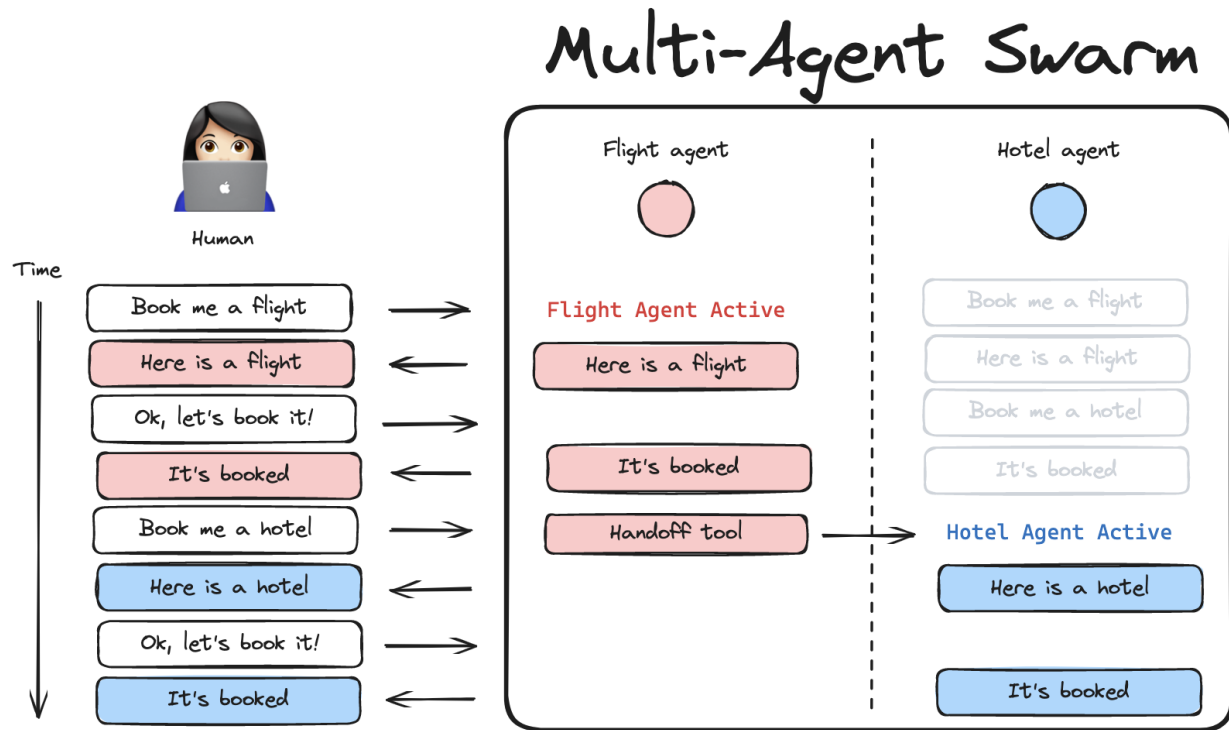 Multi-Agent Swarm
Flight agent
Hotel agent
Human
Time
Book me a flight
Flight Agent Active
Book me a flight
Here is a flight
Here is a flight
Here is a flight
Ok, let's book it!
Book me a hotel
It's booked
It's booked
It's booked
Book me a hotel
Handoff tool
Hotel Agent Active
Here is a hotel
Here is a hotel
Ok, let's book it!
It's booked
It's booked